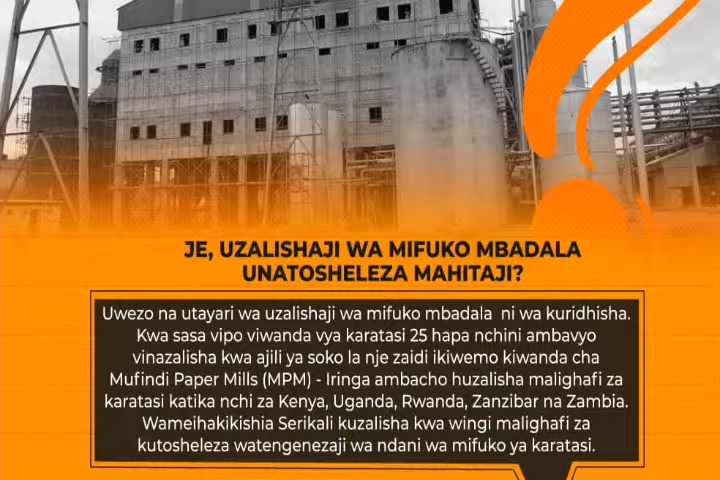 JE, UZALISHAJI WA MIFUKO MBADALA
UNATOSHELEZA MAHITAJI?
Uwezo na utayari wa uzalishaji wa mifuko mbadala ni wa kuridhisha.
Kwa sasa vipo viwanda vya karatasi 25 hapa nchini ambavyo
vinazalisha kwa ajili ya soko la nje zaidi ikiwemo kiwanda cha
Mufindi Paper Mills (MPM) - Iringa ambacho huzalisha malighafi za
karatasi katika nchi za Kenya, Uganda, Rwanda, Zanzibar na Zambia.
Wameihakikishia Serikali kuzalisha kwa wingi malighafi za
kutosheleza watengenezaji wa ndani wa mifuko ya karatasi.